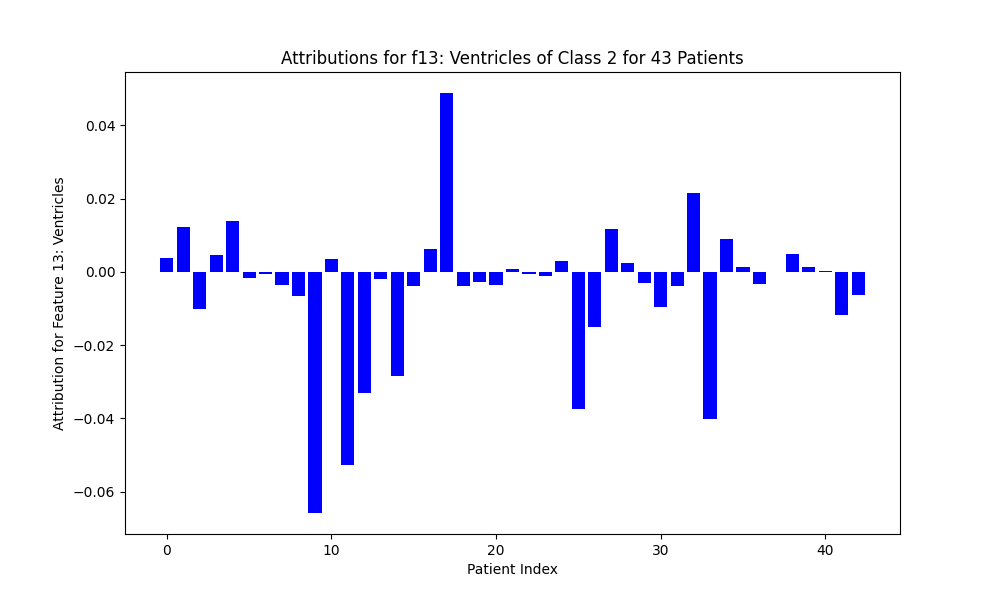 Attributions for f13: Ventricles of Class 2 for 43 Patients
Attribution for Feature 13: Ventricles
0.04
0.02
0.00
−0.02
−0.04
−0.06
0 10 20 30 40
Patient Index